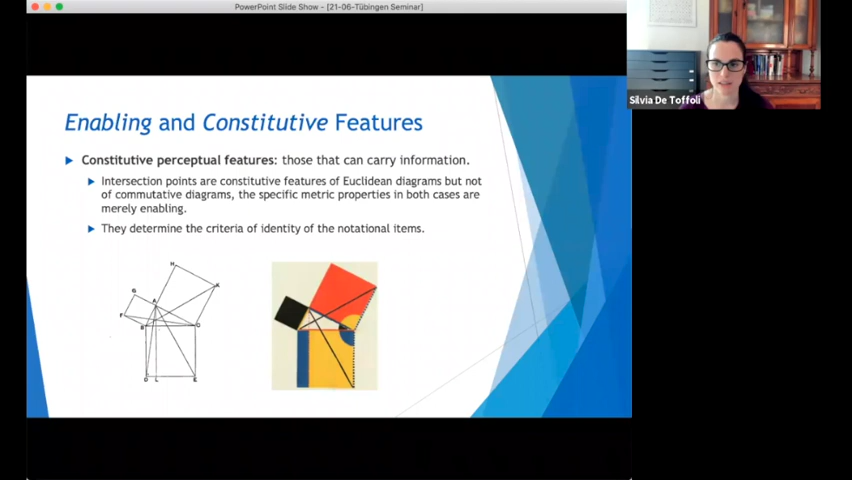 PowerPoint Slide Show - [21-06-Tübingen Seminar]
Silvia De Toffoli
Enabling and Constitutive Features
Constitutive perceptual features: those that can carry information.
Intersection points are constitutive features of Euclidean diagrams but not
of commutative diagrams, the specific metric properties in both cases are
merely enabling.
They determine the criteria of identity of the notational items.
H
G
K
A
F
B
D
L
E